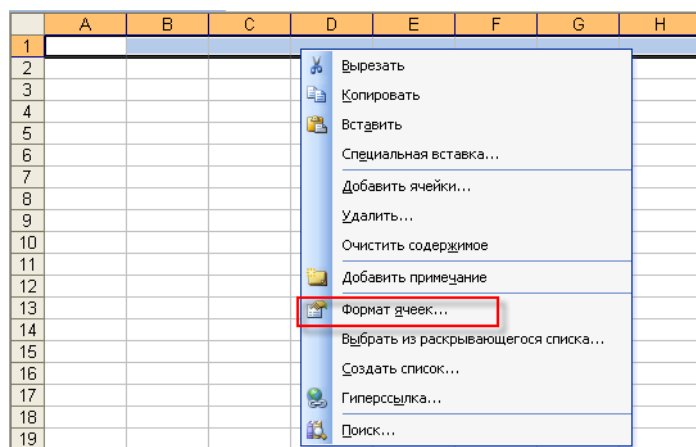 A B C D E F G H
1
2
3
4
5
6
7
8
9
10
11
12
13
14
15
16
17
18
19
Вырезать
Копировать
Вставить
Специальная вставка...
Добавить ячейки...
Удалить...
Очистить содержимое
Добавить примечание
Формат ячеек...
Выбрать из раскрывающегося списка...
Создать список...
Гиперссылка...
Поиск...